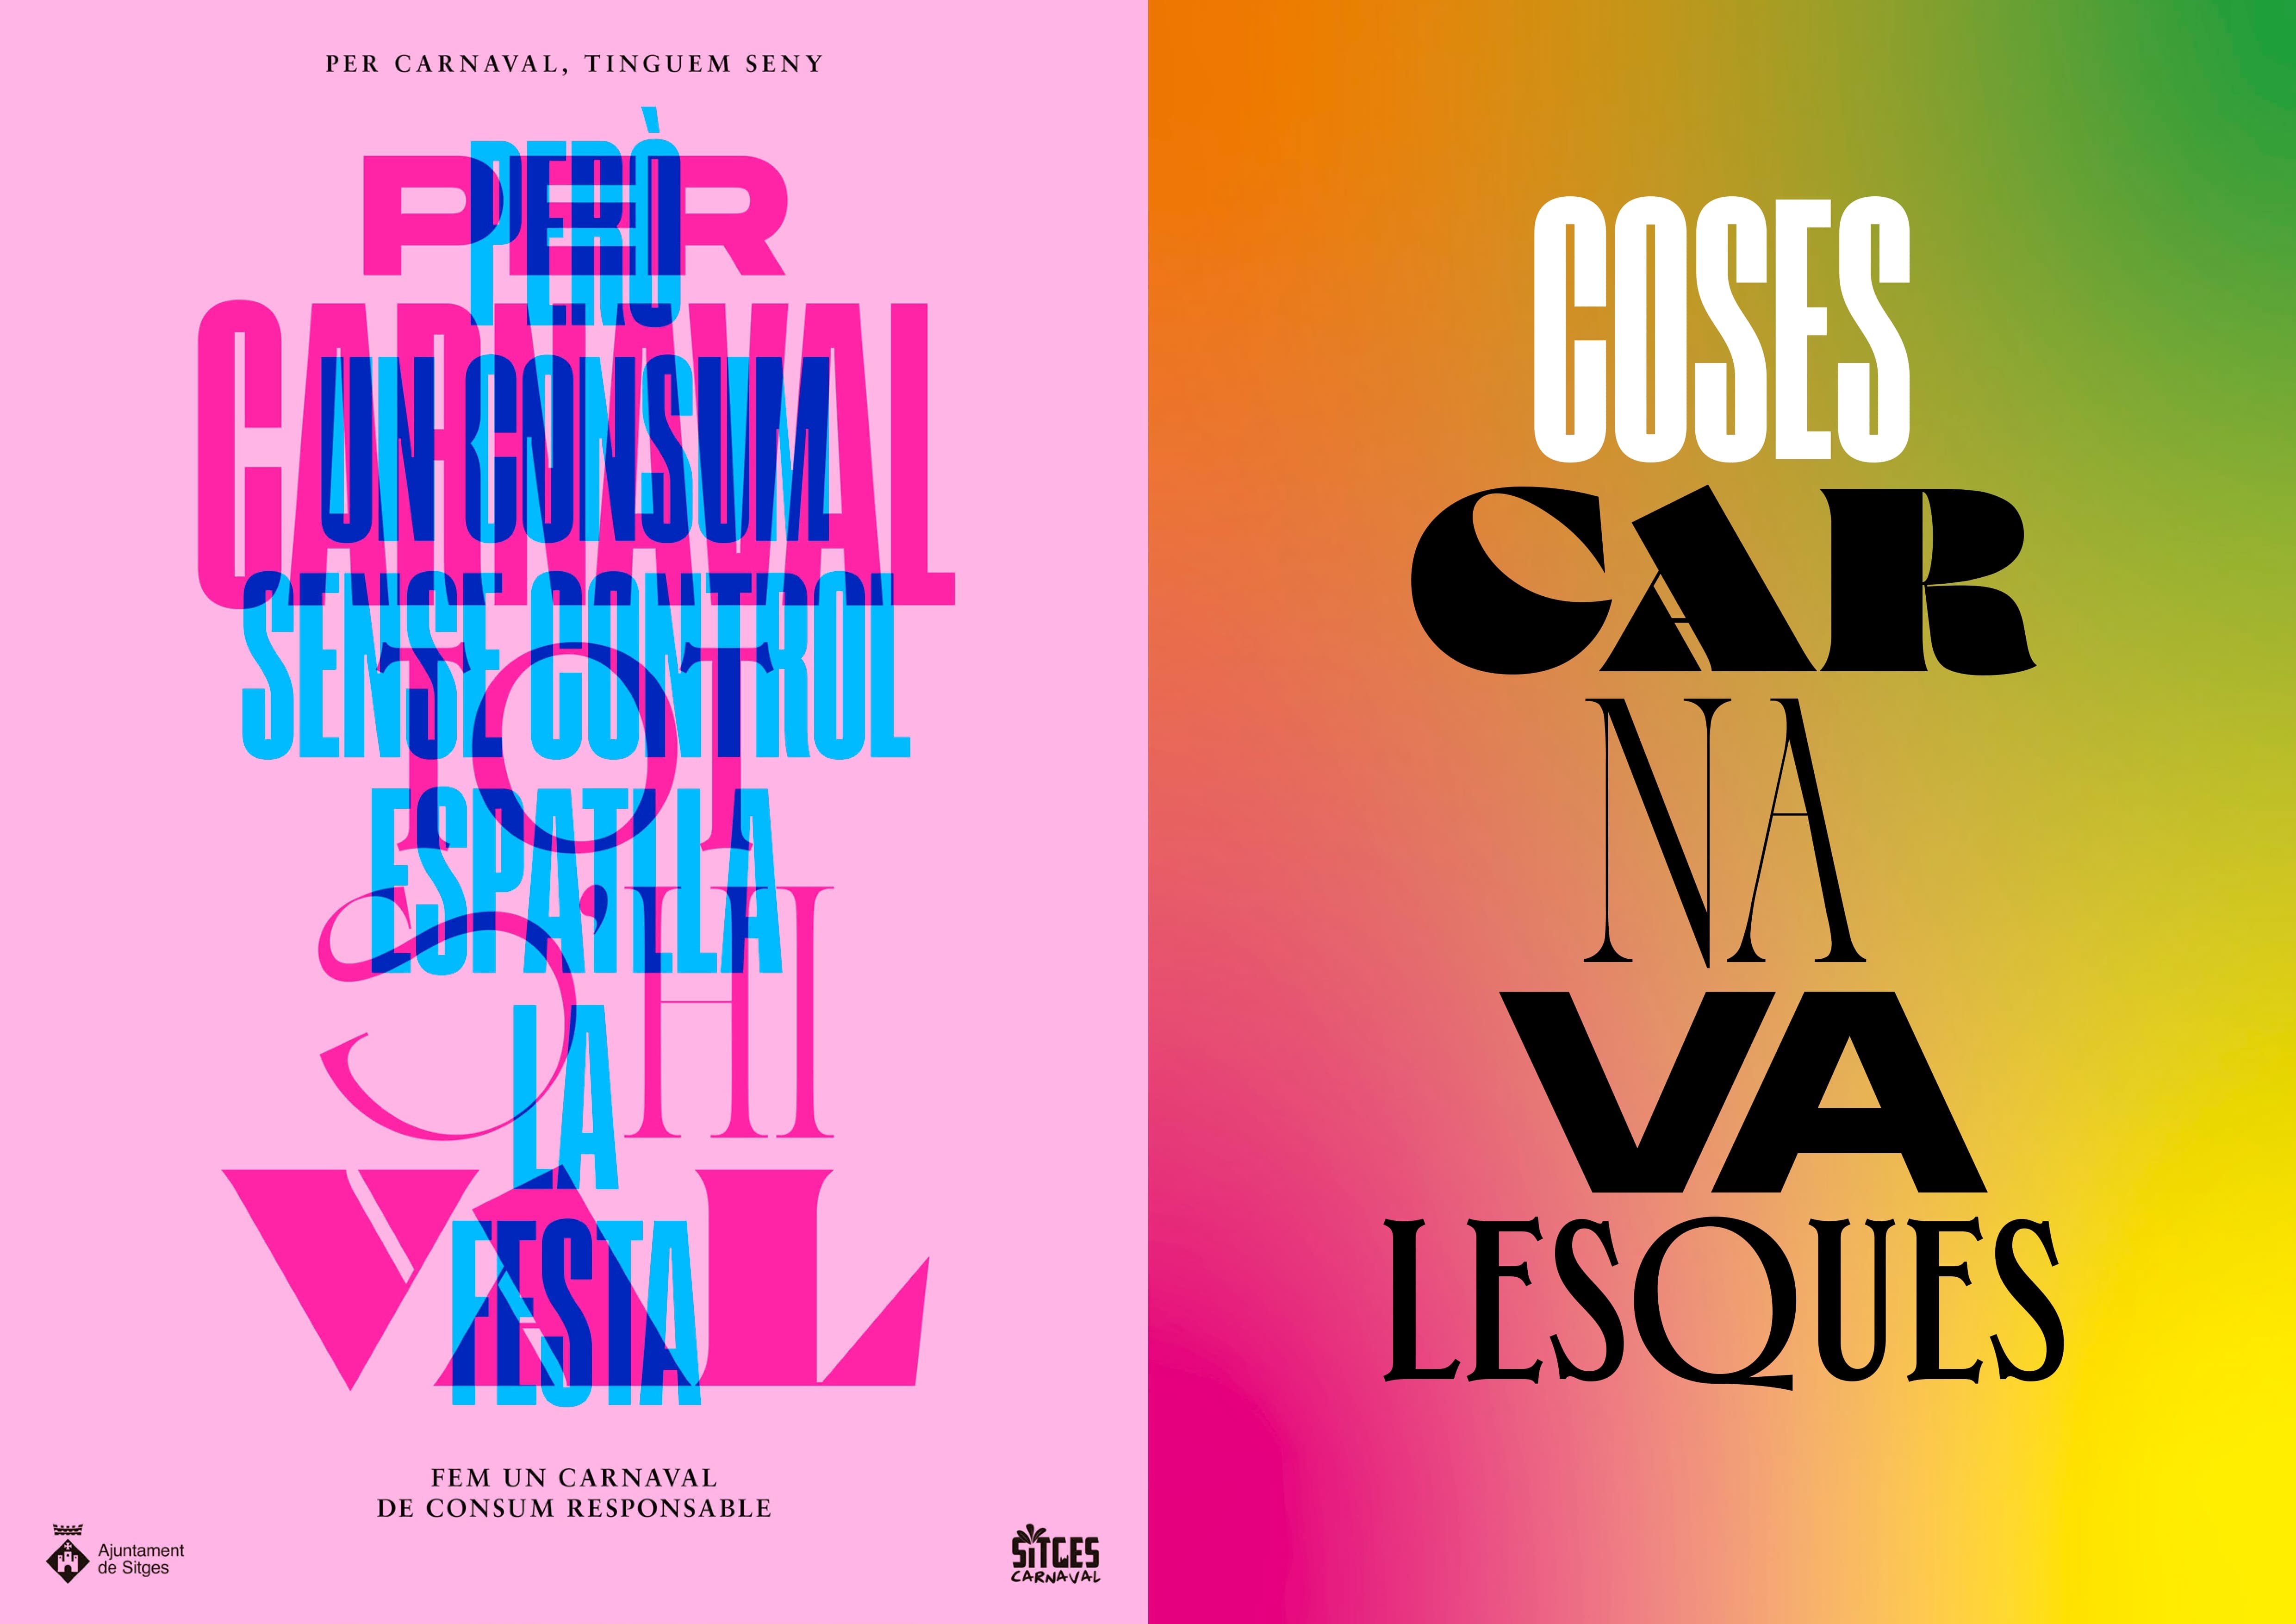 PER CARNAVAL, TINGUEM SENY
PER
CARNAVAL
TOT
S'HI
VAL
PERÒ
UN CONSUM
SENSE CONTROL
ESPATLLA
LA
FESTA
FEM UN CARNAVAL
DE CONSUM RESPONSABLE
Ajuntament
de Sitges
SITGES
CARNAVAL
COSES
CAR
NA
VA
LESQUES